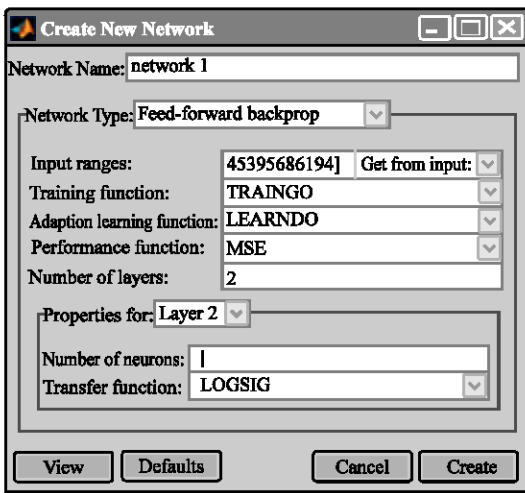 Create New Network
Network Name: network 1
Network Type: Feed-forward backprop
Input ranges: 45395686194] Get from input:
Training function: TRAINGO
Adaption learning function: LEARNDO
Performance function: MSE
Number of layers: 2
Properties for: Layer 2
Number of neurons:
Transfer function: LOGSIG
View Defaults Cancel Create